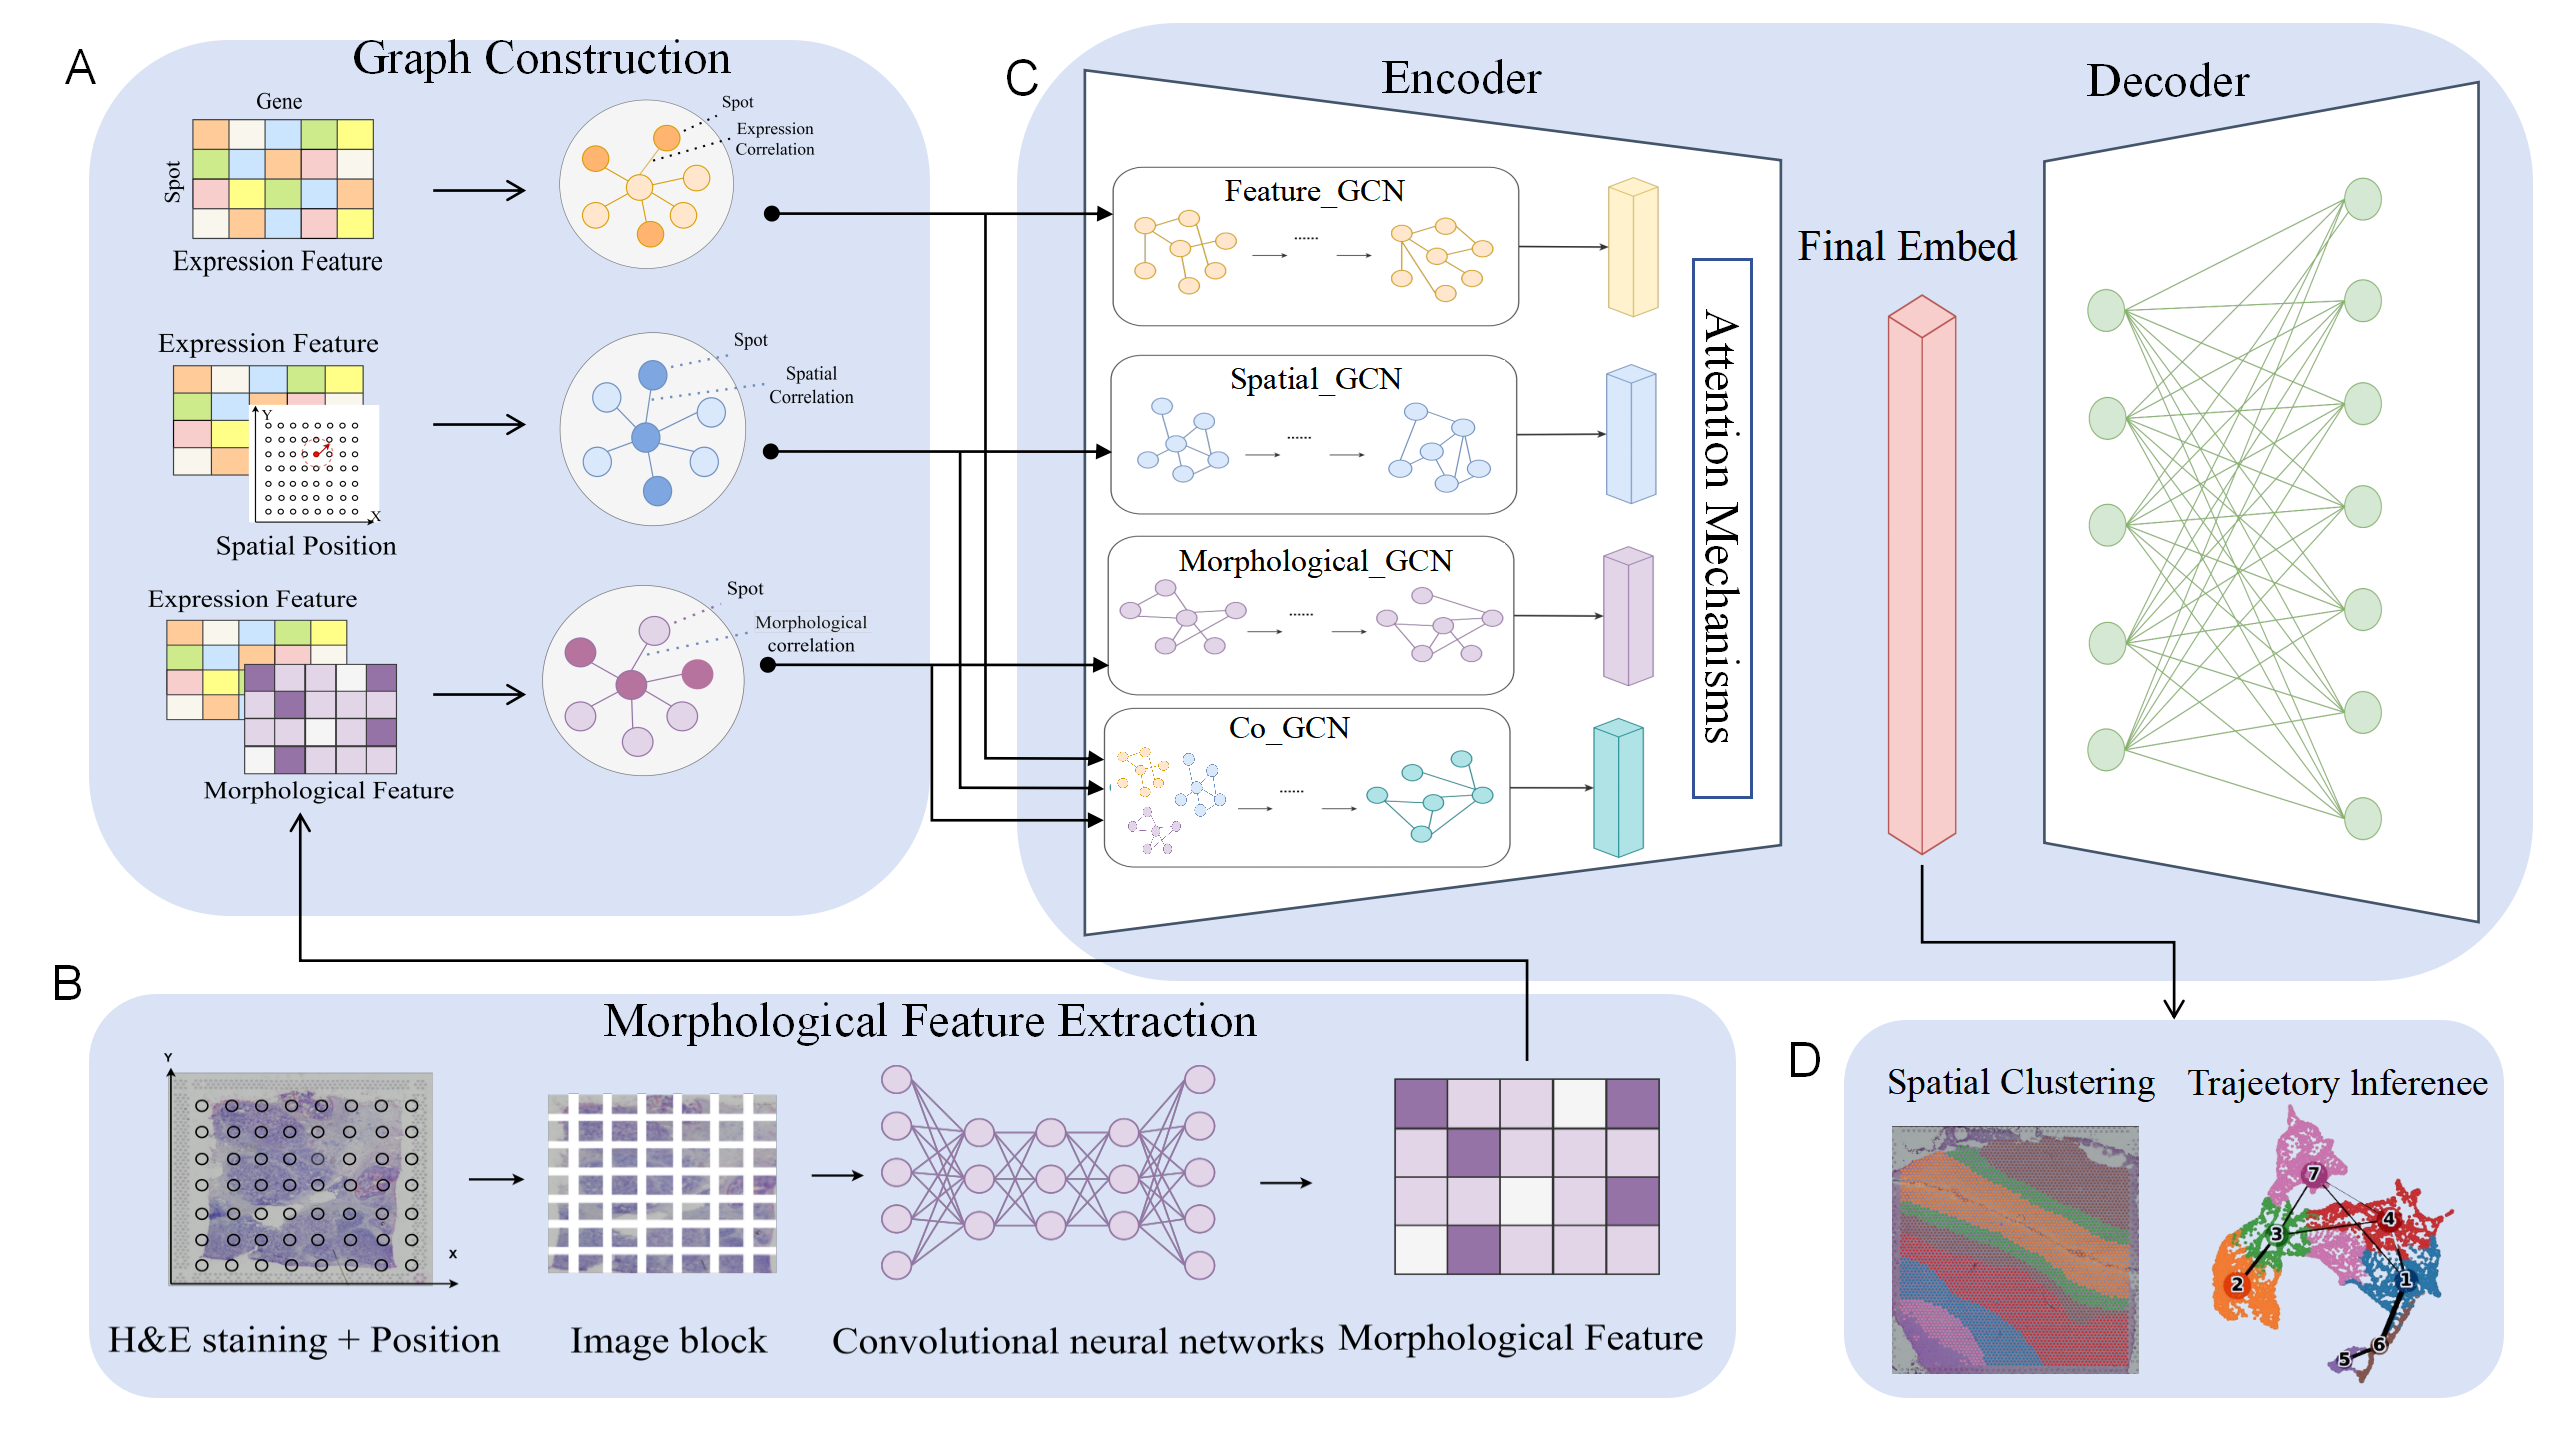 A
Graph Construction
Gene
Spot
Expression Feature
Spot
Expression
Correlation
Expression Feature
Y
X
Spatial Position
Spot
Spatial
Correlation
Expression Feature
Morphological Feature
Spot
Morphological
correlation
C
Encoder
Feature_GCN
......
Spatial_GCN
......
Morphological_GCN
......
Co_GCN
......
Attention Mechanisms
Final Embed
Decoder
B
Morphological Feature Extraction
Y
X
H&E staining + Position
Image block
Convolutional neural networks
Morphological Feature
D
Spatial Clustering
Trajeetory Inferenee
7
4
3
2
1
6
5